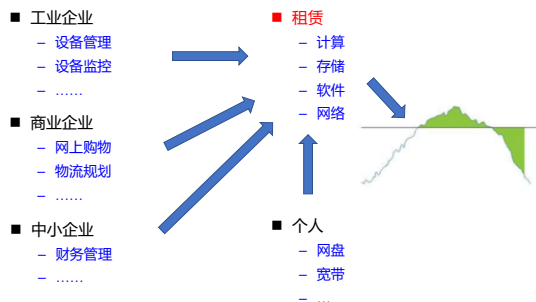 ■ 工业企业
– 设备管理
– 设备监控
– ……
■ 商业企业
– 网上购物
– 物流规划
– ……
■ 中小企业
– 财务管理
– ……
■ 租赁
– 计算
– 存储
– 软件
– 网络
■ 个人
– 网盘
– 宽带
– …